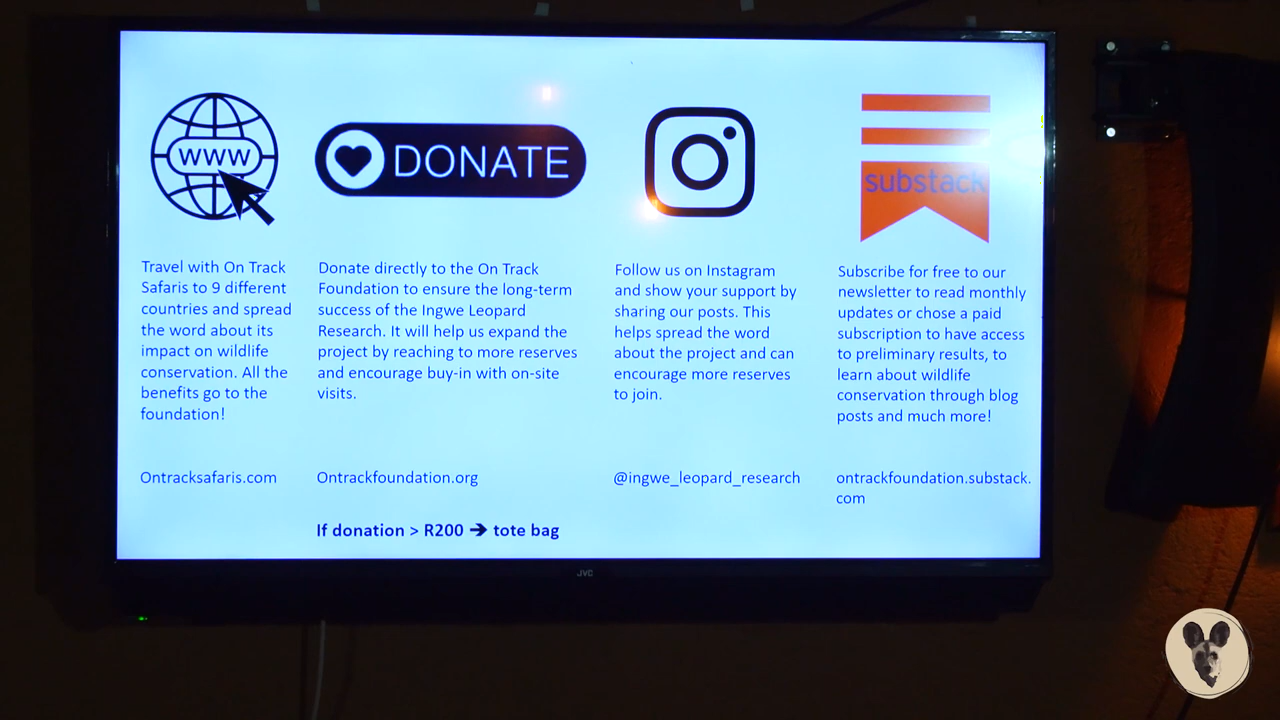 www
DONATE
substack
Travel with On Track
Safaris to 9 different
countries and spread
the word about its
impact on wildlife
conservation. All the
benefits go to the
foundation!
Ontracksafaris.com
Donate directly to the On Track
Foundation to ensure the long-term
success of the Ingwe Leopard
Research. It will help us expand the
project by reaching to more reserves
and encourage buy-in with on-site
visits.
Ontrackfoundation.org
If donation > R200 ➔ tote bag
Follow us on Instagram
and show your support by
sharing our posts. This
helps spread the word
about the project and can
encourage more reserves
to join.
@ingwe_leopard_research
Subscribe for free to our
newsletter to read monthly
updates or chose a paid
subscription to have access
to preliminary results, to
learn about wildlife
conservation through blog
posts and much more!
ontrackfoundation.substack.
com
JVC